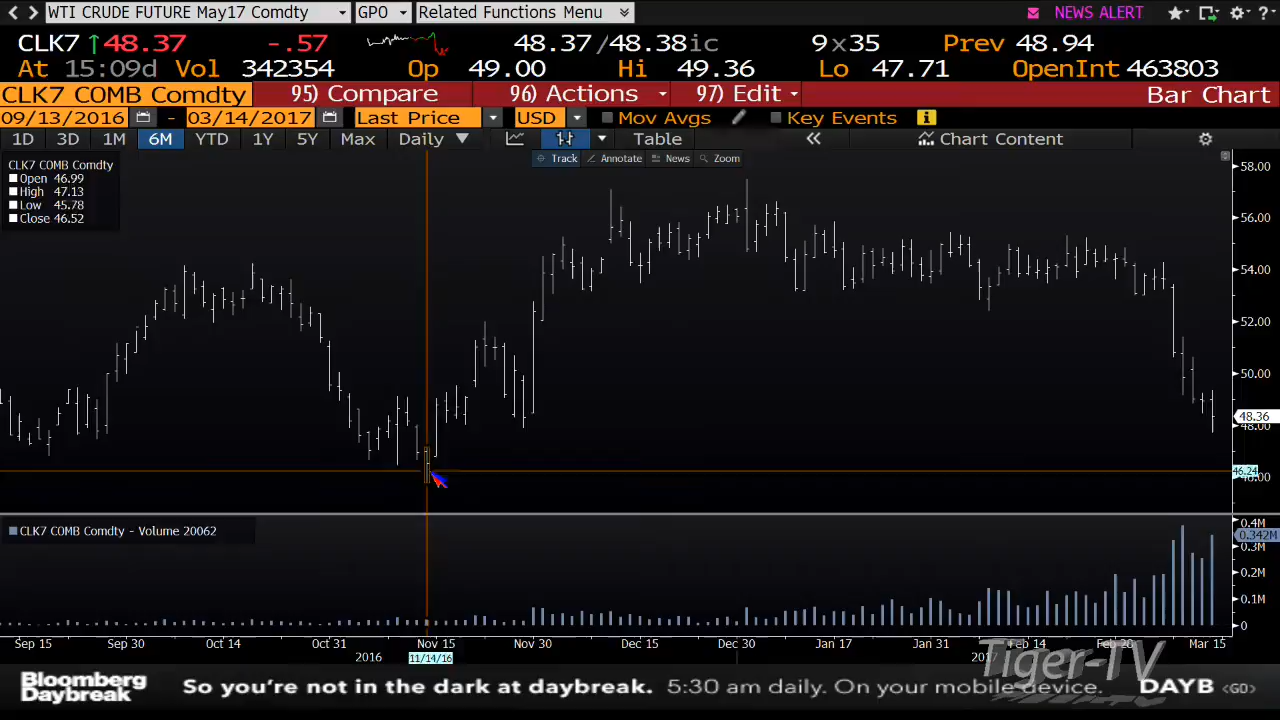 WTI CRUDE FUTURE May17 Comdty GPO Related Functions Menu NEWS ALERT ?
CLK7 ↑48.37 -.57 48.37/48.38ic 9x35 Prev 48.94
At 15:09d Vol 342354 Op 49.00 Hi 49.36 Lo 47.71 OpenInt 463803
CLK7 COMB Comdty 95) Compare 96) Actions 97) Edit Bar Chart
09/13/2016 - 03/14/2017 Last Price USD Mov Avgs Key Events i
1D 3D 1M 6M YTD 1Y 5Y Max Daily ▼ Table « Chart Content
Track Annotate News Zoom
CLK7 COMB Comdty
Open 46.99
High 47.13
Low 45.78
Close 46.52
58.00
56.00
54.00
52.00
50.00
48.36
48.00
46.24
46.00
CLK7 COMB Comdty - Volume 20062
0.4M
0.342M
0.3M
0.2M
0.1M
0
Sep 15 Sep 30 Oct 14 Oct 31 Nov 15 Nov 30 Dec 15 Dec 30 Jan 17 Jan 31 Feb 14 Feb 28 Mar 15
2016 11/14/16 2017
Tiger-TV
Bloomberg
Daybreak
So you're not in the dark at daybreak. 5:30 am daily. On your mobile device. DAYB <GO>